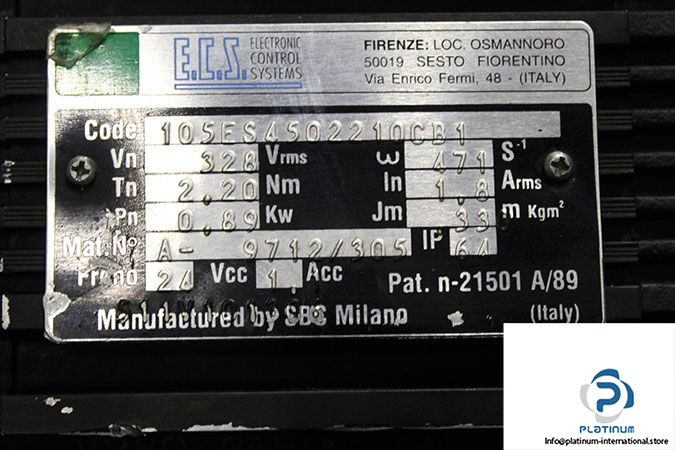 E.C.S. ELECTRONIC CONTROL SYSTEMS
FIRENZE: LOC. OSMANNORO
50019 SESTO FIORENTINO
Via Enrico Fermi, 48 - (ITALY)
Code 105ES4502210CB1
Vn 328 Vrms ω 471 S⁻¹
Tn 2.20 Nm In 1.8 Arms
Pn 0.89 Kw Jm 33 m Kgm²
Mat. N° A- 9712/305 IP 64
Freno 24 Vcc 1. Acc Pat. n-21501 A/89
Manufactured by SBC Milano (Italy)
PLATINUM
Info@platinum-international.store